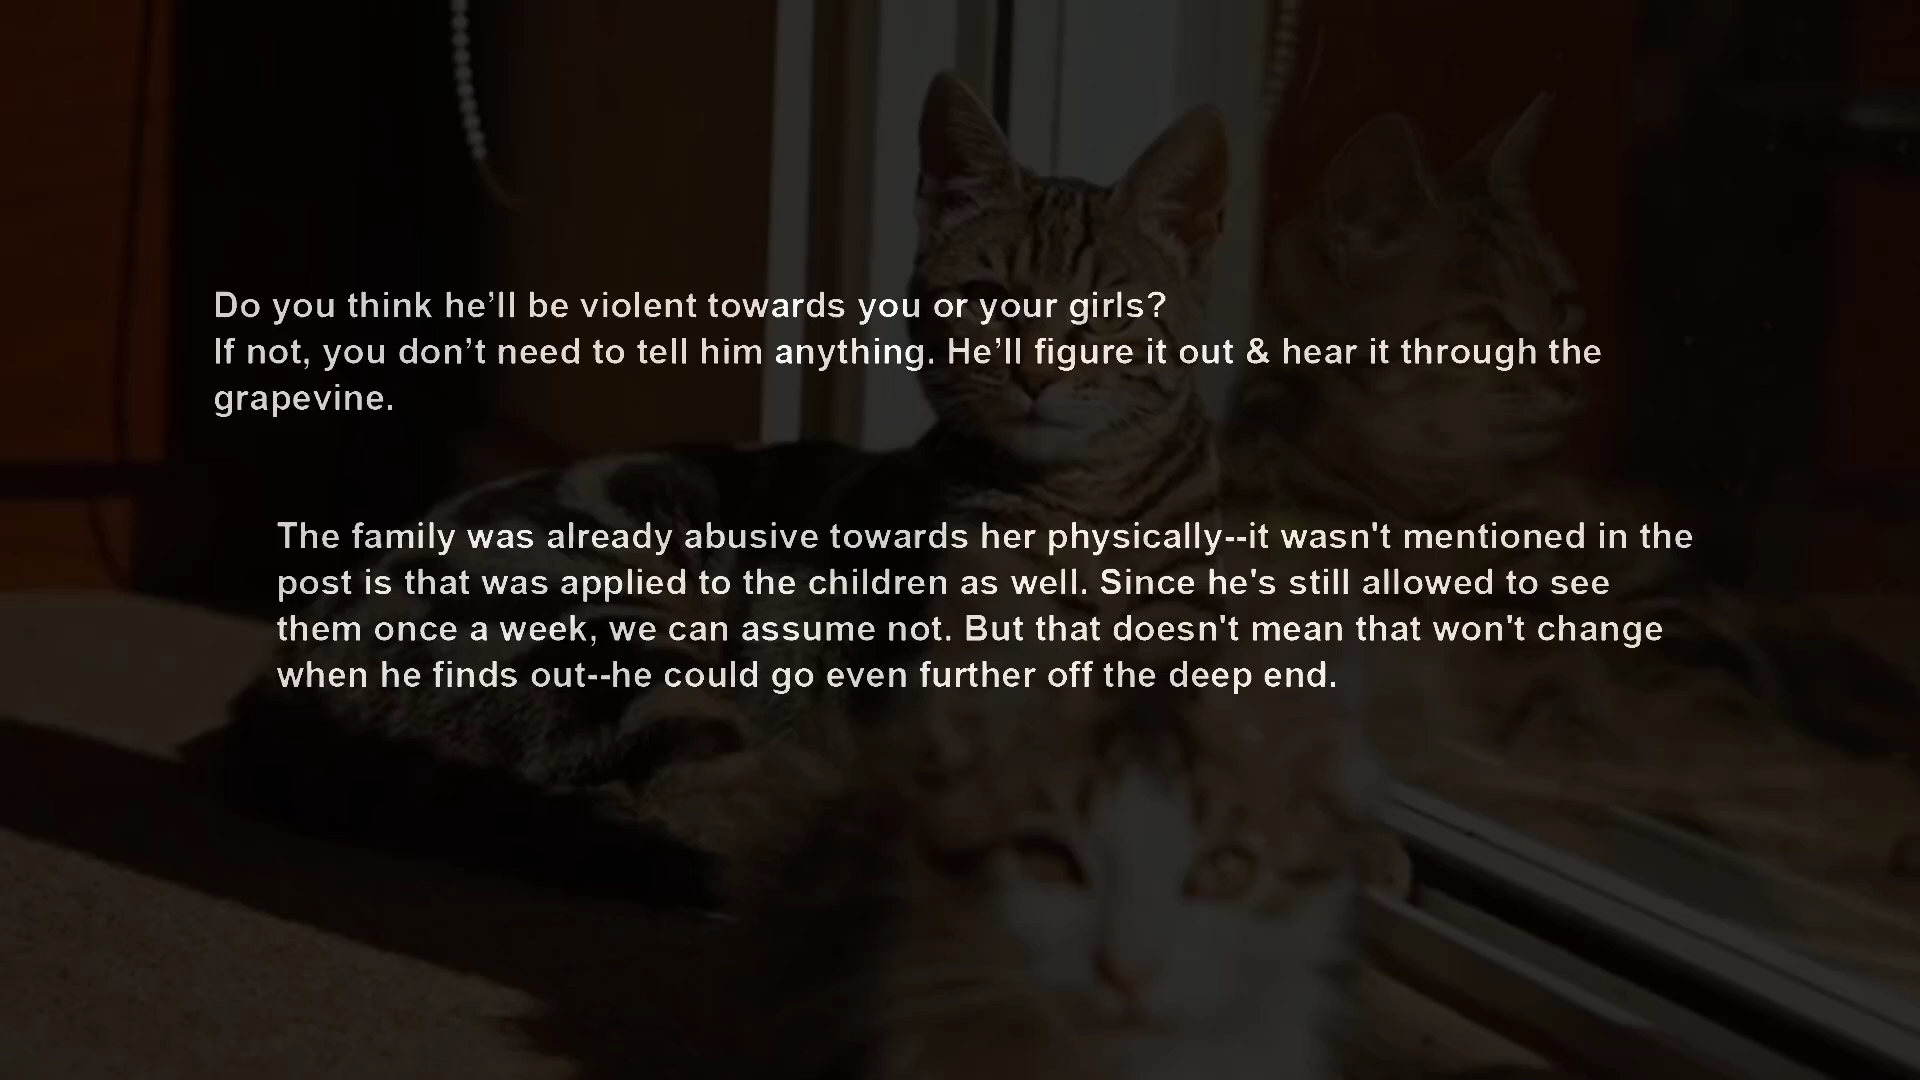 Do you think he’ll be violent towards you or your girls?
If not, you don’t need to tell him anything. He’ll figure it out & hear it through the
grapevine.
The family was already abusive towards her physically--it wasn't mentioned in the
post is that was applied to the children as well. Since he's still allowed to see
them once a week, we can assume not. But that doesn't mean that won't change
when he finds out--he could go even further off the deep end.